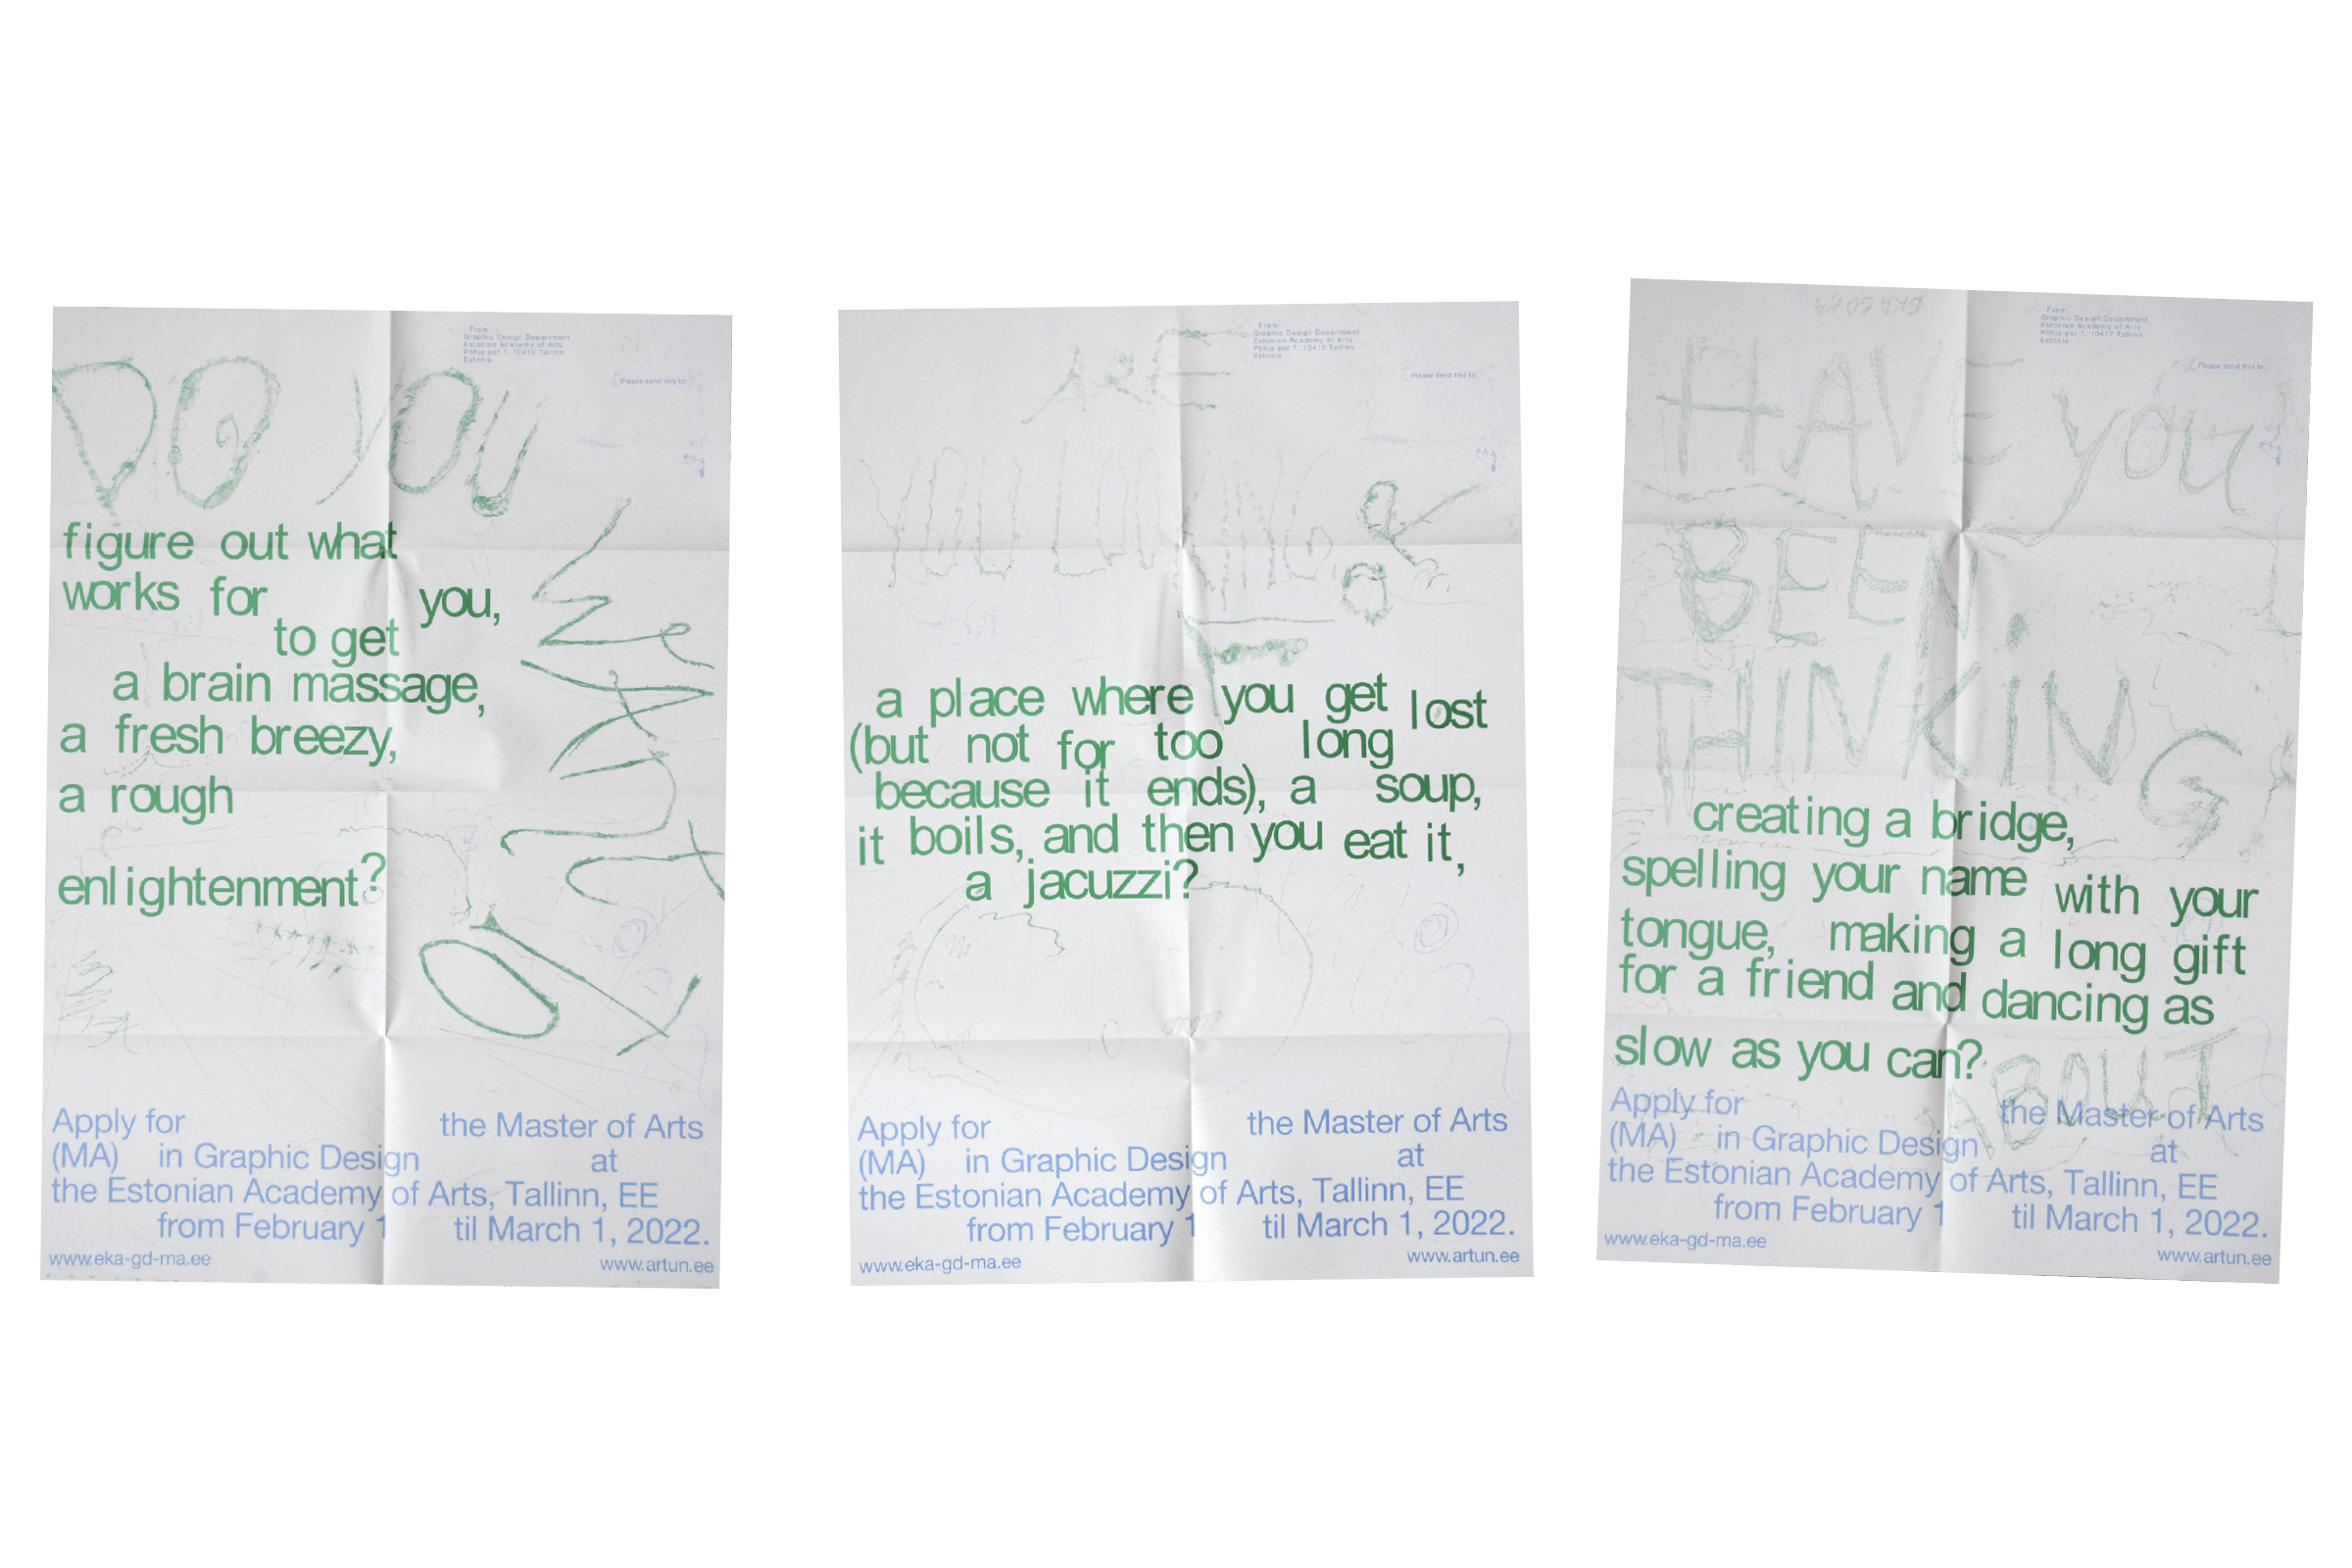 From:
Graphic Design Department
Estonian Academy of Arts
Põhja pst 7, 10412 Tallinn
Estonia
Please send this to:
DO YOU
WANT
TO
figure out what
works for you,
to get
a brain massage,
a fresh breezy,
a rough
enlightenment?
Apply for the Master of Arts
(MA) in Graphic Design at
the Estonian Academy of Arts, Tallinn, EE
from February 1 til March 1, 2022.
www.eka-gd-ma.ee www.artun.ee
From:
Graphic Design Department
Estonian Academy of Arts
Põhja pst 7, 10412 Tallinn
Estonia
Please send this to:
ARE
YOU LOOKING
FOR
a place where you get lost
(but not for too long
because it ends), a soup,
it boils, and then you eat it,
a jacuzzi?
Apply for the Master of Arts
(MA) in Graphic Design at
the Estonian Academy of Arts, Tallinn, EE
from February 1 til March 1, 2022.
www.eka-gd-ma.ee www.artun.ee
From:
Graphic Design Department
Estonian Academy of Arts
Põhja pst 7, 10412 Tallinn
Estonia
Please send this to:
HAVE you
BEEN
THINKING
ABOUT
creating a bridge,
spelling your name with your
tongue, making a long gift
for a friend and dancing as
slow as you can?
Apply for the Master of Arts
(MA) in Graphic Design at
the Estonian Academy of Arts, Tallinn, EE
from February 1 til March 1, 2022.
www.eka-gd-ma.ee www.artun.ee